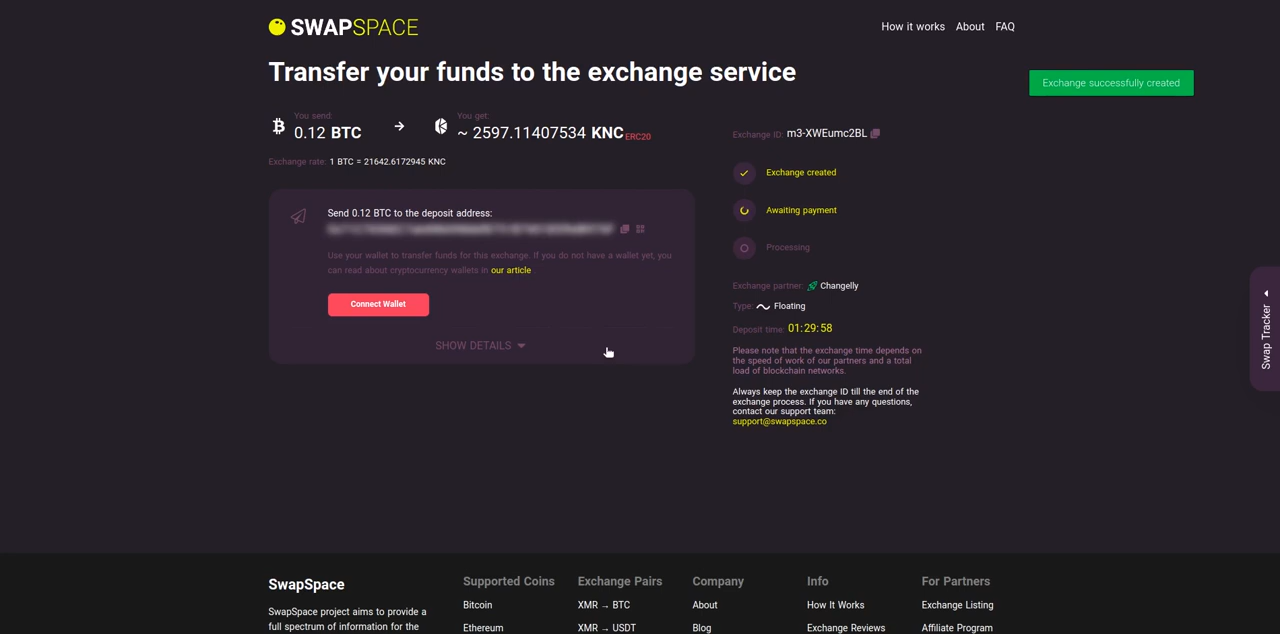 SWAPSPACE
How it works About FAQ
Transfer your funds to the exchange service
Exchange successfully created
You send:
0.12 BTC
You get:
~ 2597.11407534 KNC ERC20
Exchange rate: 1 BTC = 21642.6172945 KNC
Send 0.12 BTC to the deposit address:
Use your wallet to transfer funds for this exchange. If you do not have a wallet yet, you
can read about cryptocurrency wallets in our article .
Connect Wallet
SHOW DETAILS
Exchange ID: m3-XWEumc2BL
Exchange created
Awaiting payment
Processing
Exchange partner: Changelly
Type: Floating
Deposit time: 01:29:58
Please note that the exchange time depends on
the speed of work of our partners and a total
load of blockchain networks.
Always keep the exchange ID till the end of the
exchange process. If you have any questions,
contact our support team:
support@swapspace.co
Swap Tracker
SwapSpace
SwapSpace project aims to provide a
full spectrum of information for the
Supported Coins
Bitcoin
Ethereum
Exchange Pairs
XMR → BTC
XMR → USDT
Company
About
Blog
Info
How It Works
Exchange Reviews
For Partners
Exchange Listing
Affiliate Program